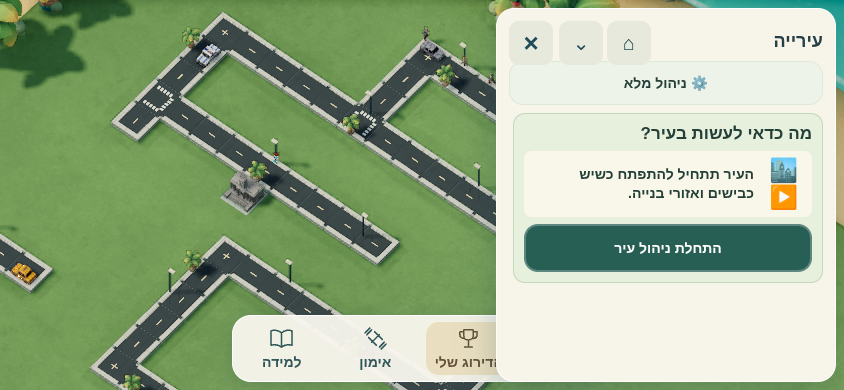 עירייה
⚙️ ניהול מלא
מה כדאי לעשות בעיר?
העיר תתחיל להתפתח כשיש
כבישים ואזורי בנייה.
התחלת ניהול עיר
הדירוג שלי
אימון
למידה